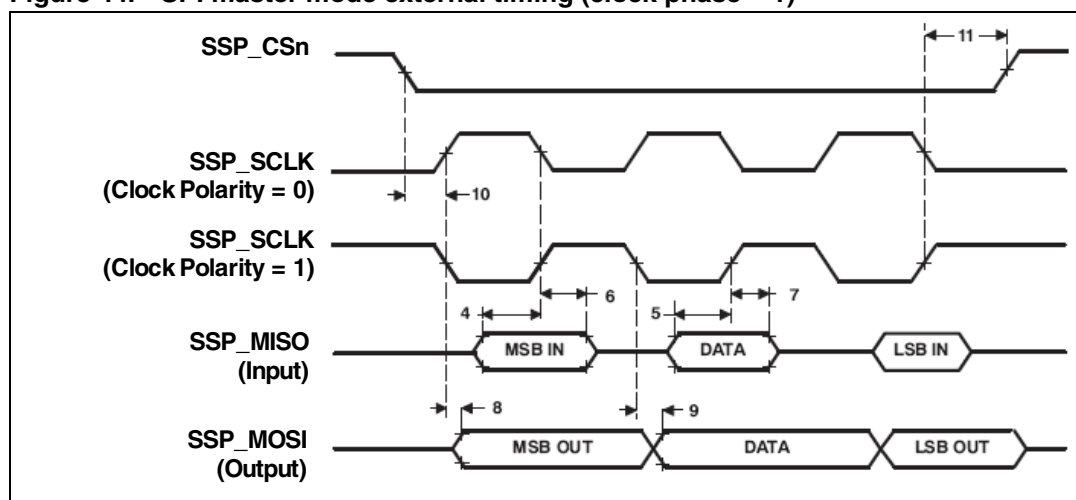 SPI master mode external timing (clock phase = 1)
SSP_CSn
11
SSP_SCLK
(Clock Polarity = 0)
10
SSP_SCLK
(Clock Polarity = 1)
4
6
5
7
SSP_MISO
(Input)
MSB IN
DATA
LSB IN
8
9
SSP_MOSI
(Output)
MSB OUT
DATA
LSB OUT